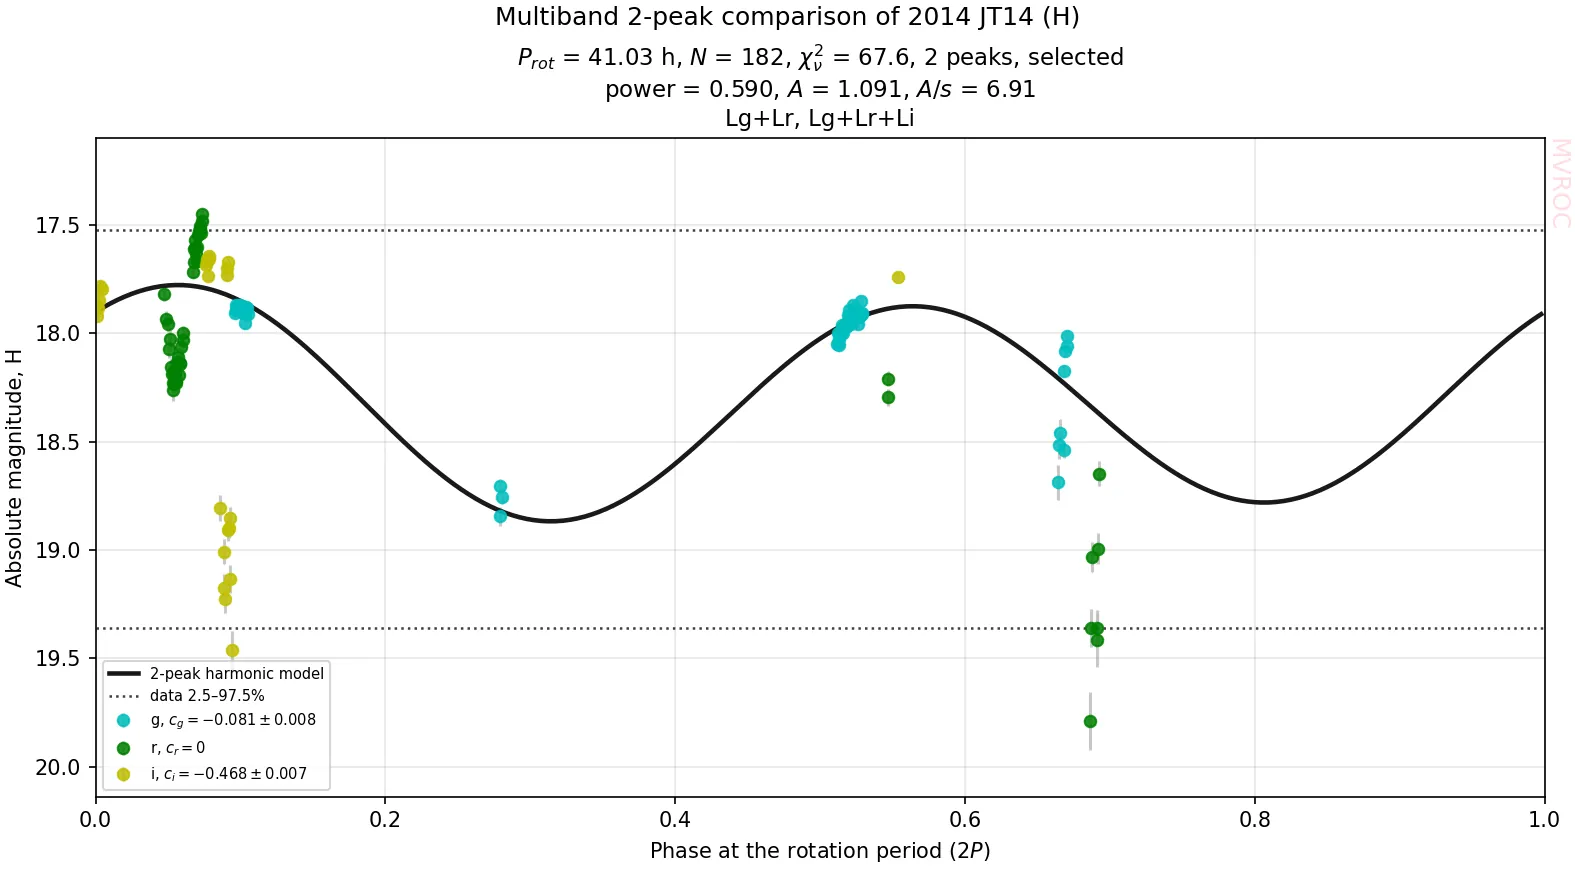 Multiband 2-peak comparison of 2014 JT14 (H)
P_rot = 41.03 h, N = 182, χ²_ν = 67.6, 2 peaks, selected
power = 0.590, A = 1.091, A/s = 6.91
Lg+Lr, Lg+Lr+Li
MVROC
Absolute magnitude, H
17.5
18.0
18.5
19.0
19.5
20.0
2-peak harmonic model
data 2.5–97.5%
g, c_g = −0.081 ± 0.008
r, c_r = 0
i, c_i = −0.468 ± 0.007
0.0 0.2 0.4 0.6 0.8 1.0
Phase at the rotation period (2P)